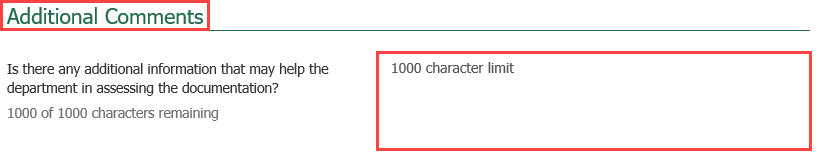 Additional Comments
Is there any additional information that may help the
department in assessing the documentation?
1000 of 1000 characters remaining
1000 character limit